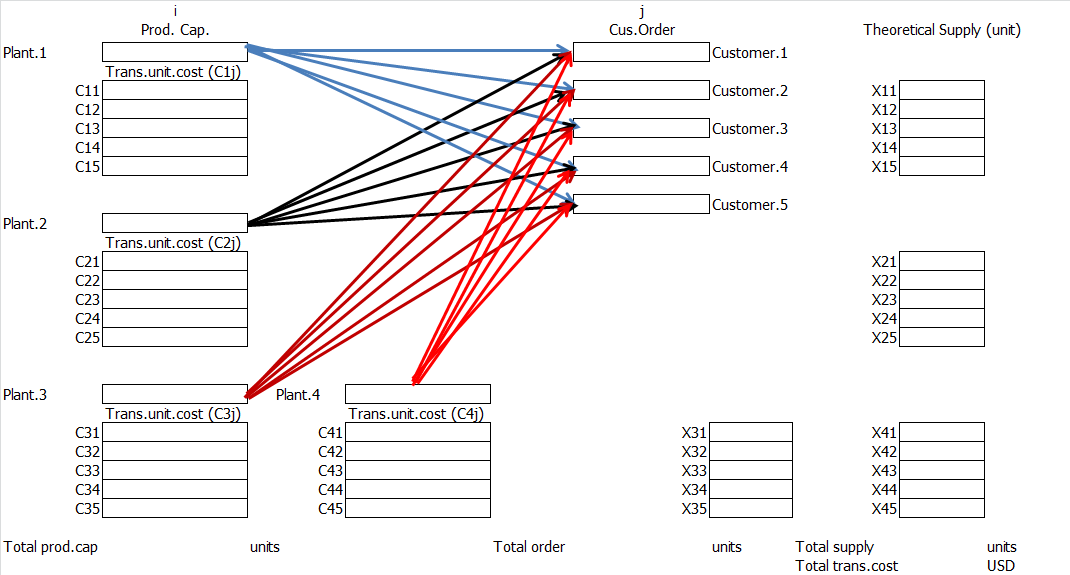 i j
Prod. Cap. Cus.Order Theoretical Supply (unit)
Plant.1 Customer.1
Trans.unit.cost (C1j)
C11 Customer.2 X11
C12 X12
C13 Customer.3 X13
C14 X14
C15 Customer.4 X15
Customer.5
Plant.2
Trans.unit.cost (C2j)
C21 X21
C22 X22
C23 X23
C24 X24
C25 X25
Plant.3 Plant.4
Trans.unit.cost (C3j) Trans.unit.cost (C4j)
C31 C41 X31 X41
C32 C42 X32 X42
C33 C43 X33 X43
C34 C44 X34 X44
C35 C45 X35 X45
Total prod.cap units Total order units Total supply units
Total trans.cost USD